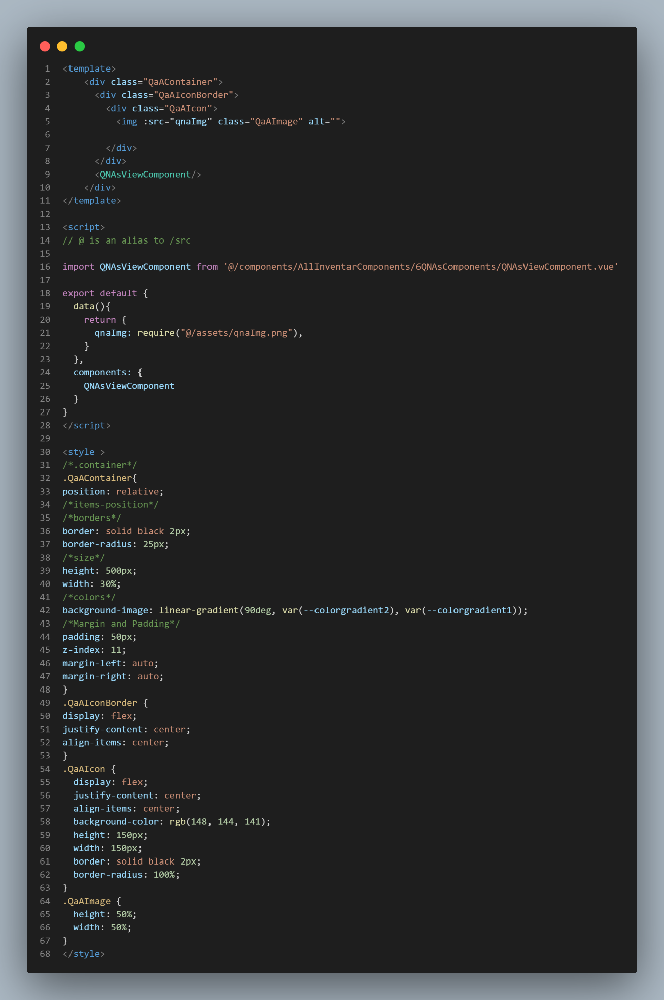 1 <template>
2     <div class="QaAContainer">
3       <div class="QaAIconBorder">
4         <div class="QaAIcon">
5           <img :src="qnaImg" class="QaAImage" alt="">
6
7         </div>
8       </div>
9       <QNAsViewComponent/>
10     </div>
11 </template>
12
13 <script>
14 // @ is an alias to /src
15
16 import QNAsViewComponent from '@/components/AllInventarComponents/6QNAsComponents/QNAsViewComponent.vue'
17
18 export default {
19   data(){
20     return {
21       qnaImg: require("@/assets/qnaImg.png"),
22     }
23   },
24   components: {
25     QNAsViewComponent
26   }
27 }
28 </script>
29
30 <style >
31 /*.container*/
32 .QaAContainer{
33 position: relative;
34 /*items-position*/
35 /*borders*/
36 border: solid black 2px;
37 border-radius: 25px;
38 /*size*/
39 height: 500px;
40 width: 30%;
41 /*colors*/
42 background-image: linear-gradient(90deg, var(--colorgradient2), var(--colorgradient1));
43 /*Margin and Padding*/
44 padding: 50px;
45 z-index: 11;
46 margin-left: auto;
47 margin-right: auto;
48 }
49 .QaAIconBorder {
50 display: flex;
51 justify-content: center;
52 align-items: center;
53 }
54 .QaAIcon {
55   display: flex;
56   justify-content: center;
57   align-items: center;
58   background-color: rgb(148, 144, 141);
59   height: 150px;
60   width: 150px;
61   border: solid black 2px;
62   border-radius: 100%;
63 }
64 .QaAImage {
65   height: 50%;
66   width: 50%;
67 }
68 </style>